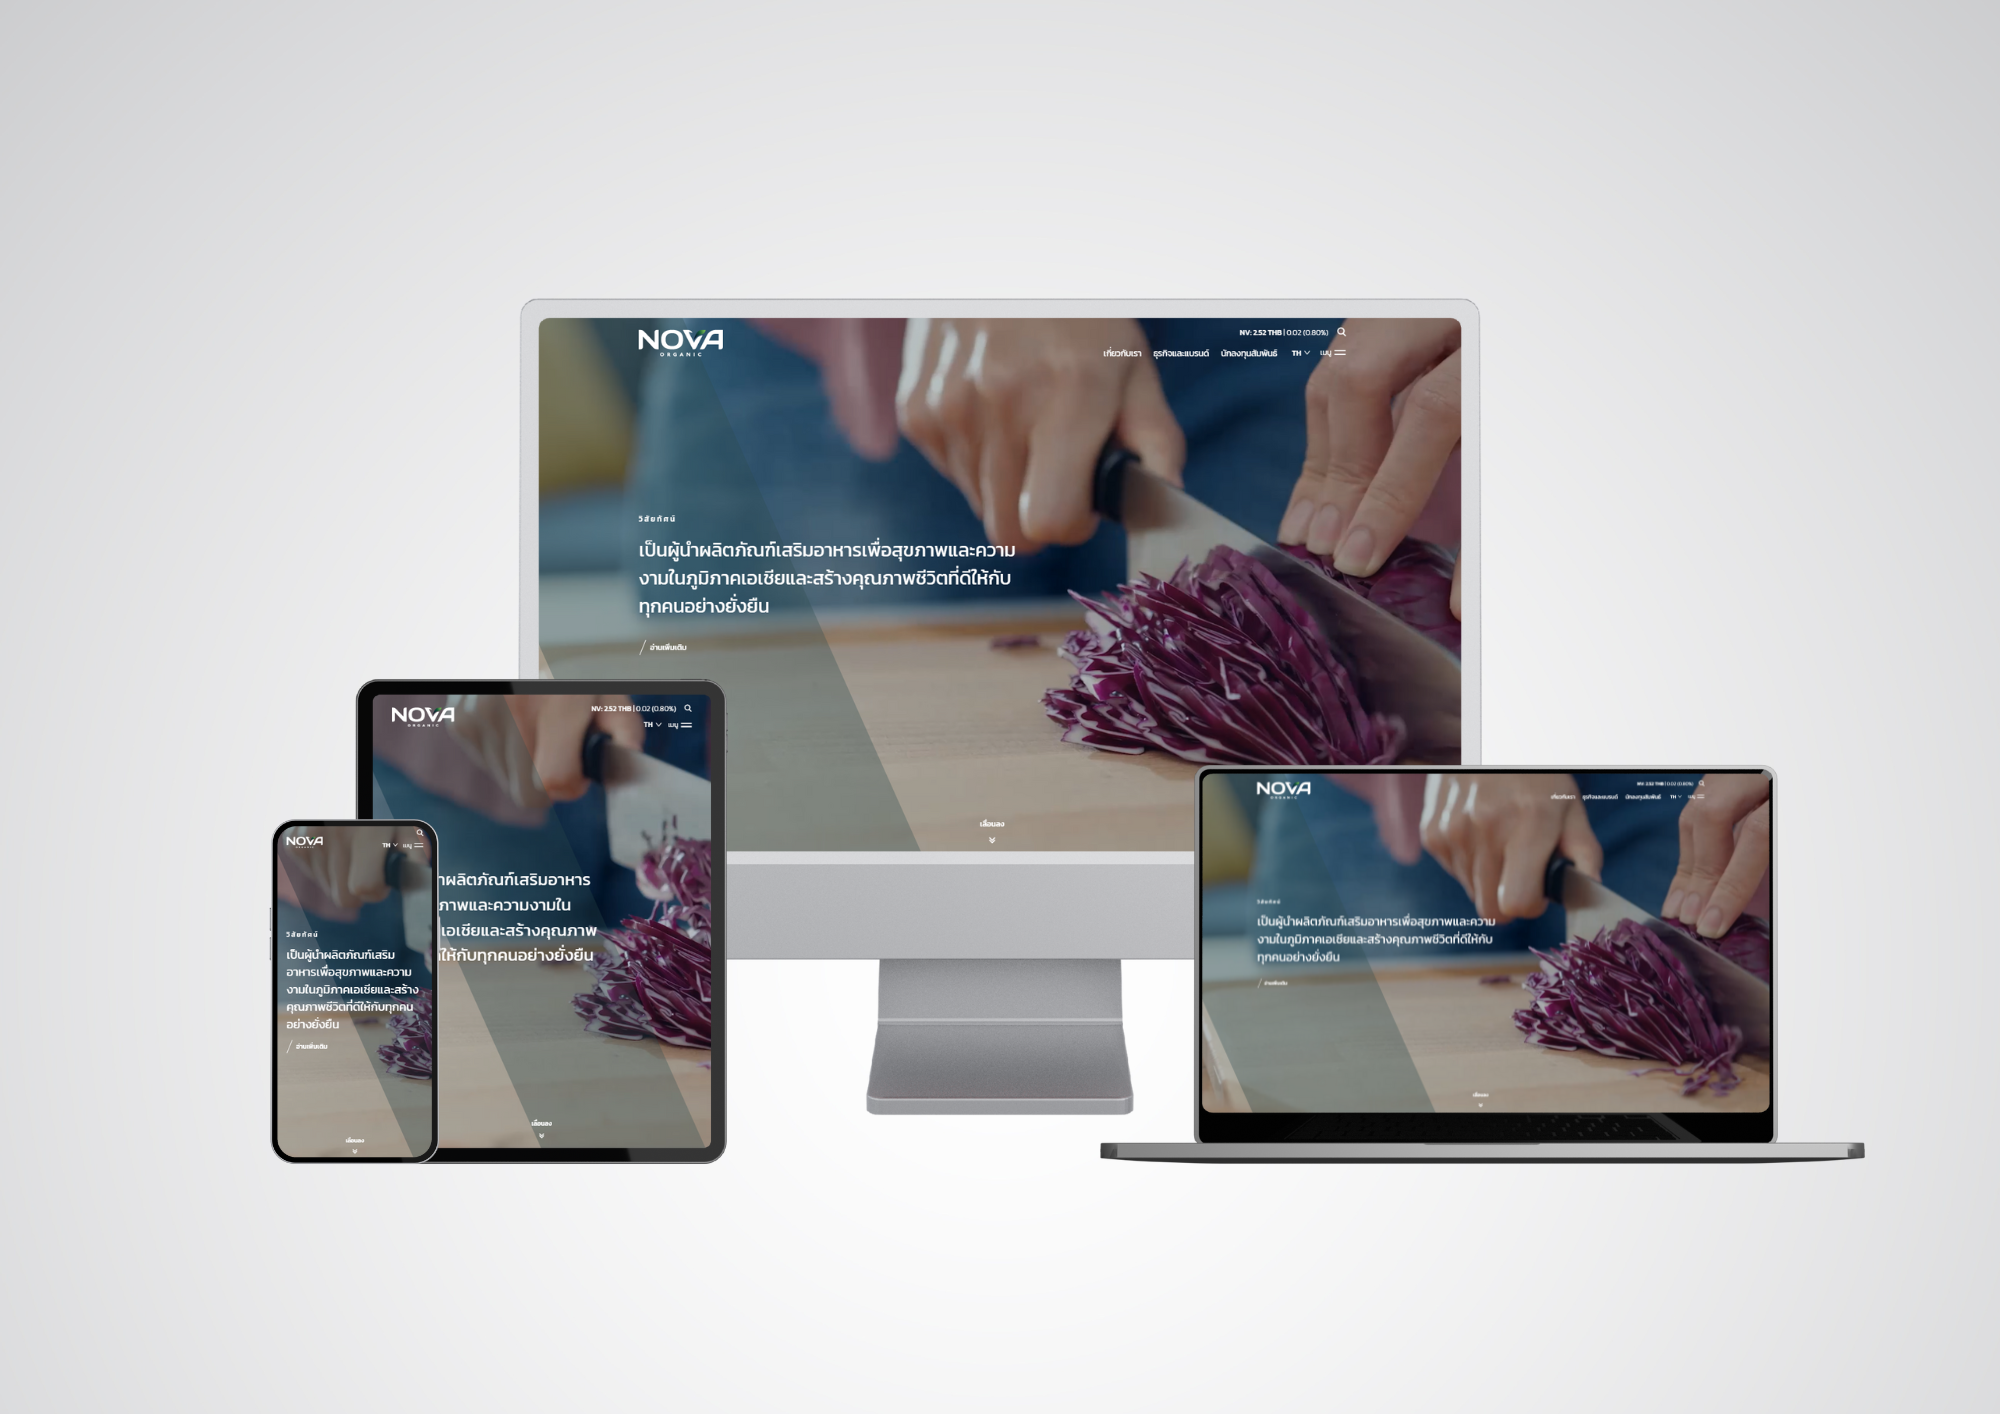 NOVA
ORGANIC
NV: 2.52 THB | 0.02 (0.80%)
เกี่ยวกับเรา ธุรกิจและแบรนด์ นักลงทุนสัมพันธ์ TH เมนู
วิสัยทัศน์
เป็นผู้นำผลิตภัณฑ์เสริมอาหารเพื่อสุขภาพและความ
งามในภูมิภาคเอเชียและสร้างคุณภาพชีวิตที่ดีให้กับ
ทุกคนอย่างยั่งยืน
อ่านเพิ่มเติม
เลื่อนลง
NOVA
ORGANIC
NV: 2.52 THB | 0.02 (0.80%)
TH เมนู
ผลิตภัณฑ์เสริมอาหาร
ภาพและความงามใน
เอเชียและสร้างคุณภาพ
ให้กับทุกคนอย่างยั่งยืน
เลื่อนลง
NOVA
ORGANIC
TH เมนู
วิสัยทัศน์
เป็นผู้นำผลิตภัณฑ์เสริม
อาหารเพื่อสุขภาพและความ
งามในภูมิภาคเอเชียและสร้าง
คุณภาพชีวิตที่ดีให้กับทุกคน
อย่างยั่งยืน
อ่านเพิ่มเติม
เลื่อนลง
NOVA
ORGANIC
NV: 2.52 THB | 0.02 (0.80%)
เกี่ยวกับเรา ธุรกิจและแบรนด์ นักลงทุนสัมพันธ์ TH เมนู
วิสัยทัศน์
เป็นผู้นำผลิตภัณฑ์เสริมอาหารเพื่อสุขภาพและความ
งามในภูมิภาคเอเชียและสร้างคุณภาพชีวิตที่ดีให้กับ
ทุกคนอย่างยั่งยืน
อ่านเพิ่มเติม
เลื่อนลง